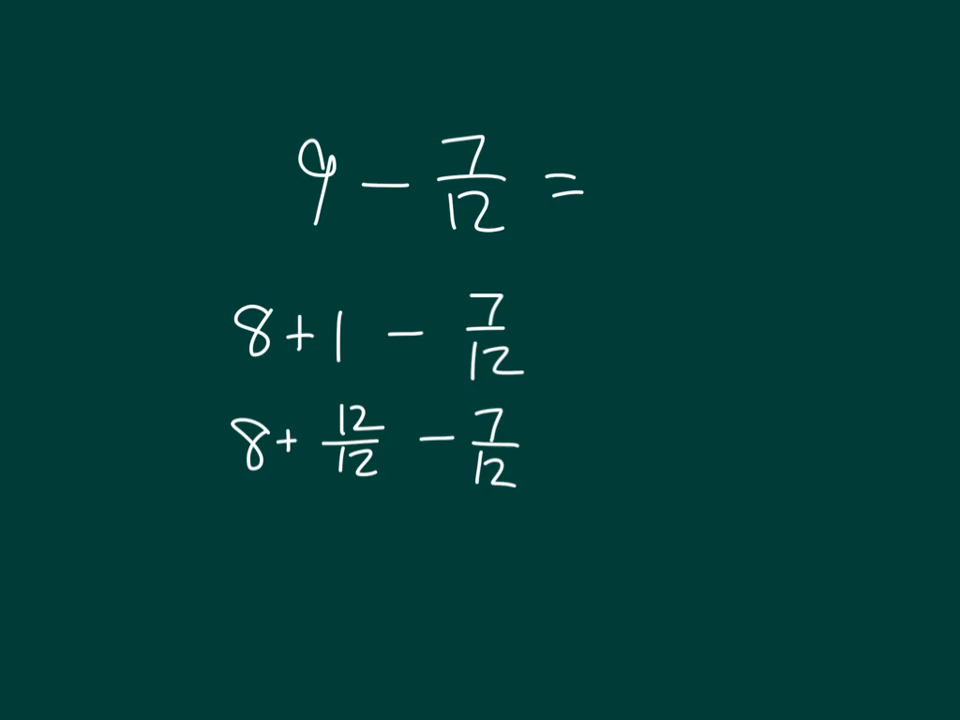 9 - 7/12 =
8 + 1 - 7/12
8 + 12/12 - 7/12